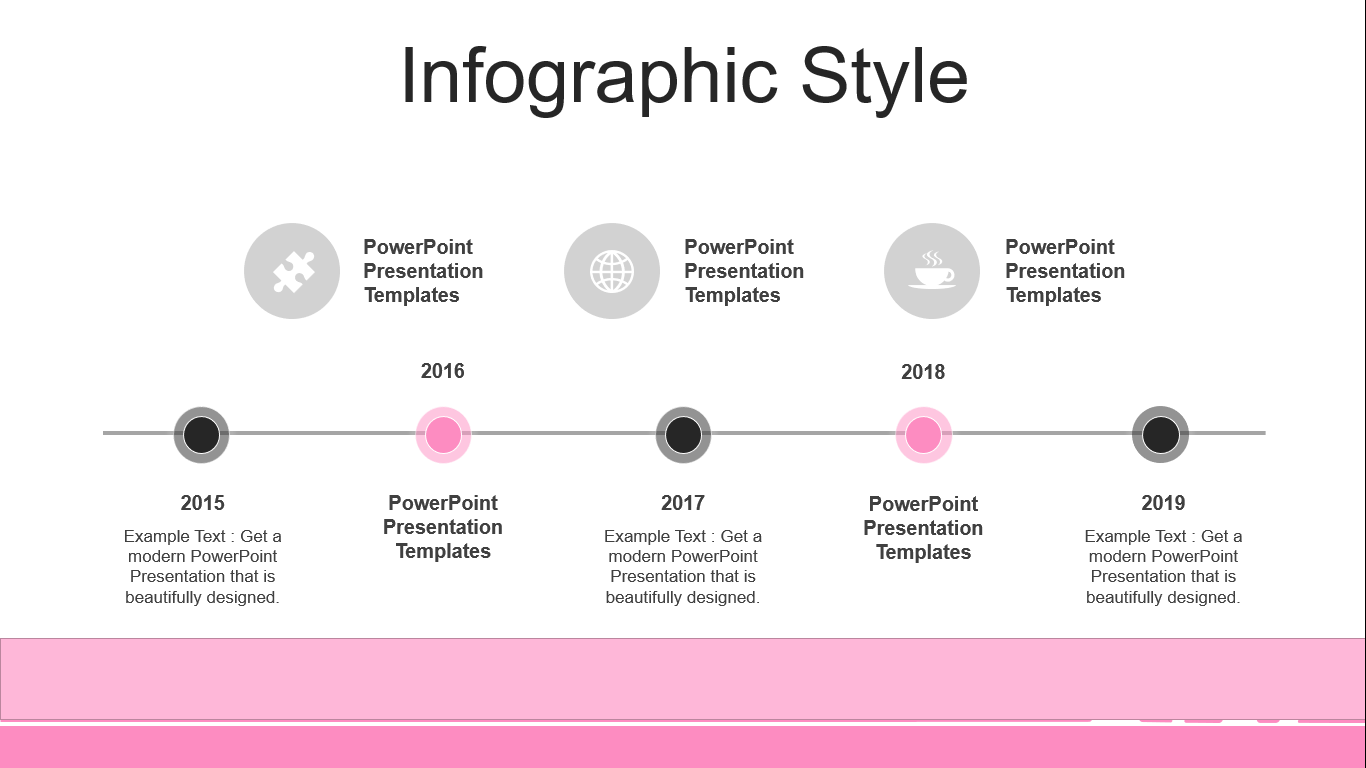 Infographic Style
PowerPoint
Presentation
Templates
PowerPoint
Presentation
Templates
PowerPoint
Presentation
Templates
2016
2018
2015
Example Text : Get a
modern PowerPoint
Presentation that is
beautifully designed.
PowerPoint
Presentation
Templates
2017
Example Text : Get a
modern PowerPoint
Presentation that is
beautifully designed.
PowerPoint
Presentation
Templates
2019
Example Text : Get a
modern PowerPoint
Presentation that is
beautifully designed.